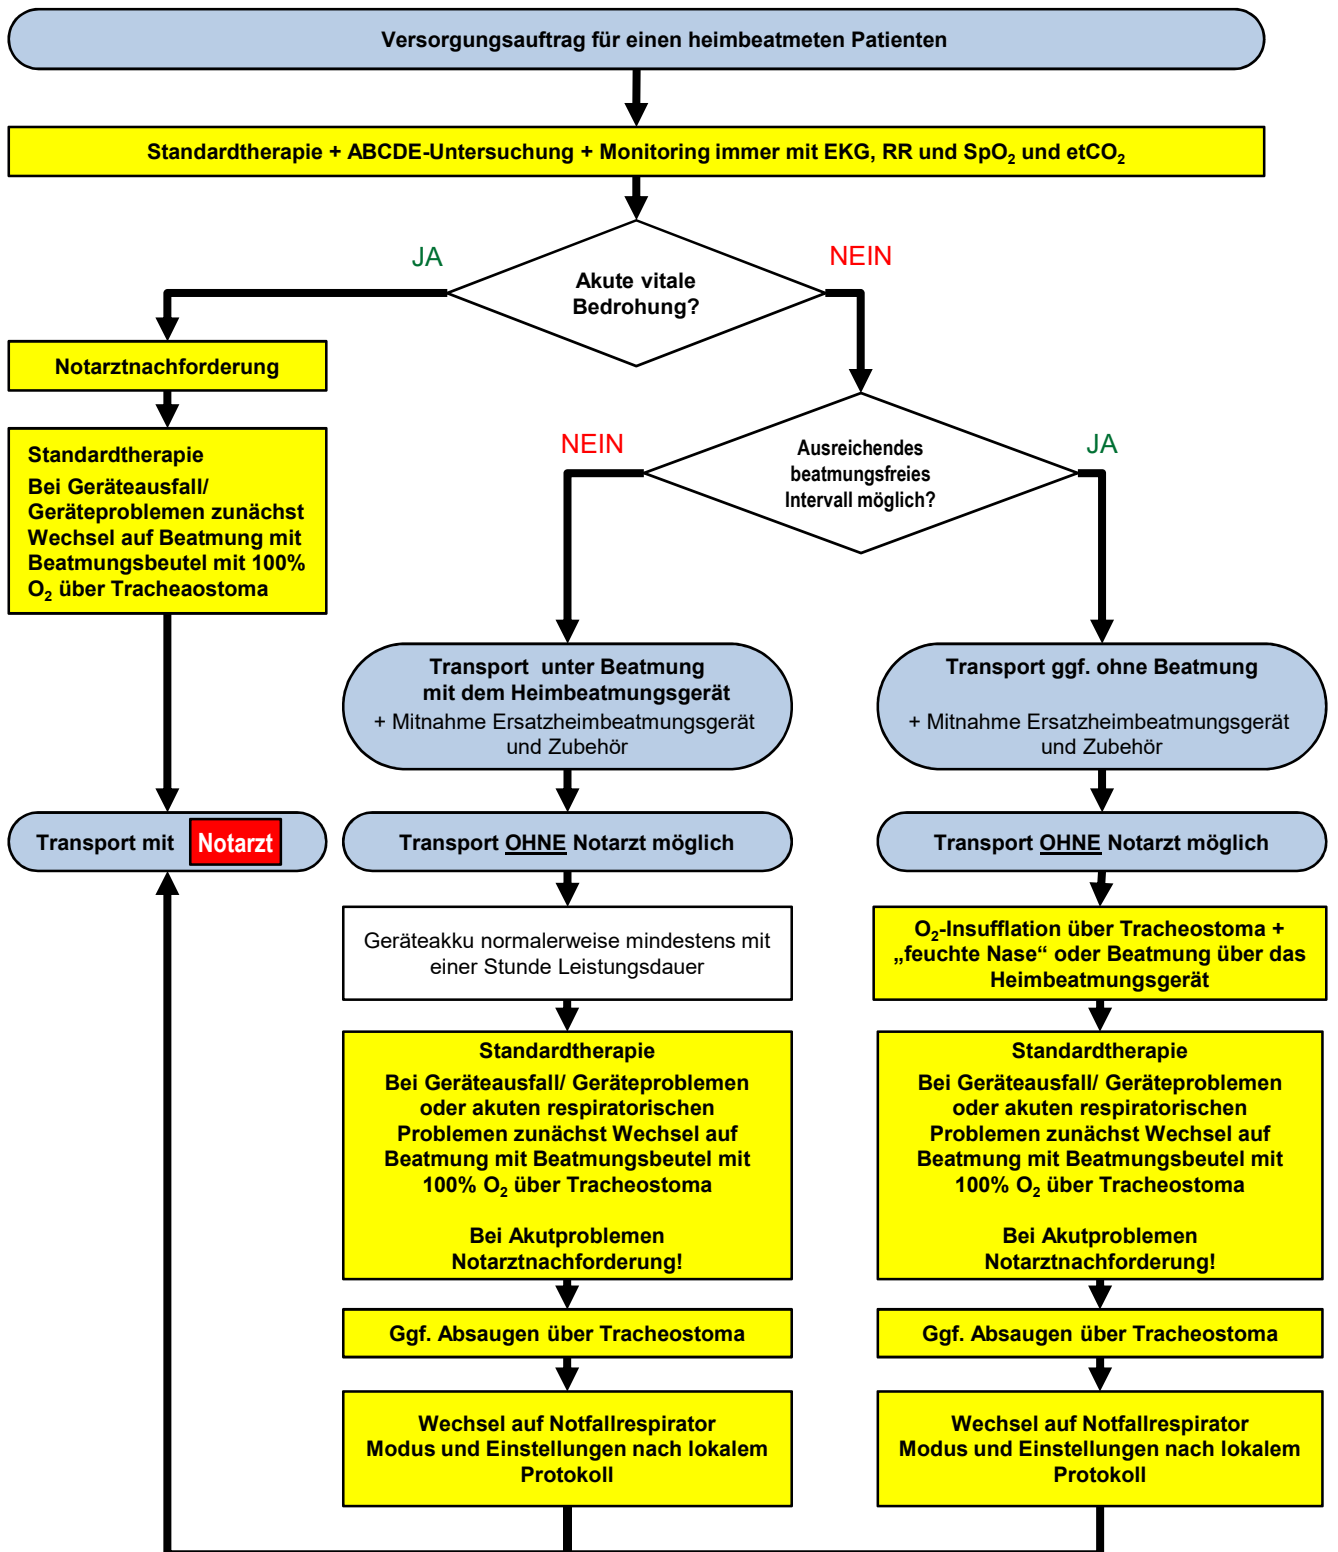 Versorgungsauftrag für einen heimbeatmeten Patienten
Standardtherapie + ABCDE-Untersuchung + Monitoring immer mit EKG, RR und SpO₂ und etCO₂
JA
NEIN
Akute vitale
Bedrohung?
Notarztnachforderung
Standardtherapie
Bei Geräteausfall/
Geräteproblemen zunächst
Wechsel auf Beatmung mit
Beatmungsbeutel mit 100%
O₂ über Tracheaostoma
NEIN
JA
Ausreichendes
beatmungsfreies
Intervall möglich?
Transport unter Beatmung
mit dem Heimbeatmungsgerät
+ Mitnahme Ersatzheimbeatmungsgerät
und Zubehör
Transport ggf. ohne Beatmung
+ Mitnahme Ersatzheimbeatmungsgerät
und Zubehör
Transport mit Notarzt
Transport OHNE Notarzt möglich
Transport OHNE Notarzt möglich
Geräteakku normalerweise mindestens mit
einer Stunde Leistungsdauer
O₂-Insufflation über Tracheostoma +
„feuchte Nase“ oder Beatmung über das
Heimbeatmungsgerät
Standardtherapie
Bei Geräteausfall/ Geräteproblemen
oder akuten respiratorischen
Problemen zunächst Wechsel auf
Beatmung mit Beatmungsbeutel mit
100% O₂ über Tracheostoma
Bei Akutproblemen
Notarztnachforderung!
Standardtherapie
Bei Geräteausfall/ Geräteproblemen
oder akuten respiratorischen
Problemen zunächst Wechsel auf
Beatmung mit Beatmungsbeutel mit
100% O₂ über Tracheostoma
Bei Akutproblemen
Notarztnachforderung!
Ggf. Absaugen über Tracheostoma
Ggf. Absaugen über Tracheostoma
Wechsel auf Notfallrespirator
Modus und Einstellungen nach lokalem
Protokoll
Wechsel auf Notfallrespirator
Modus und Einstellungen nach lokalem
Protokoll